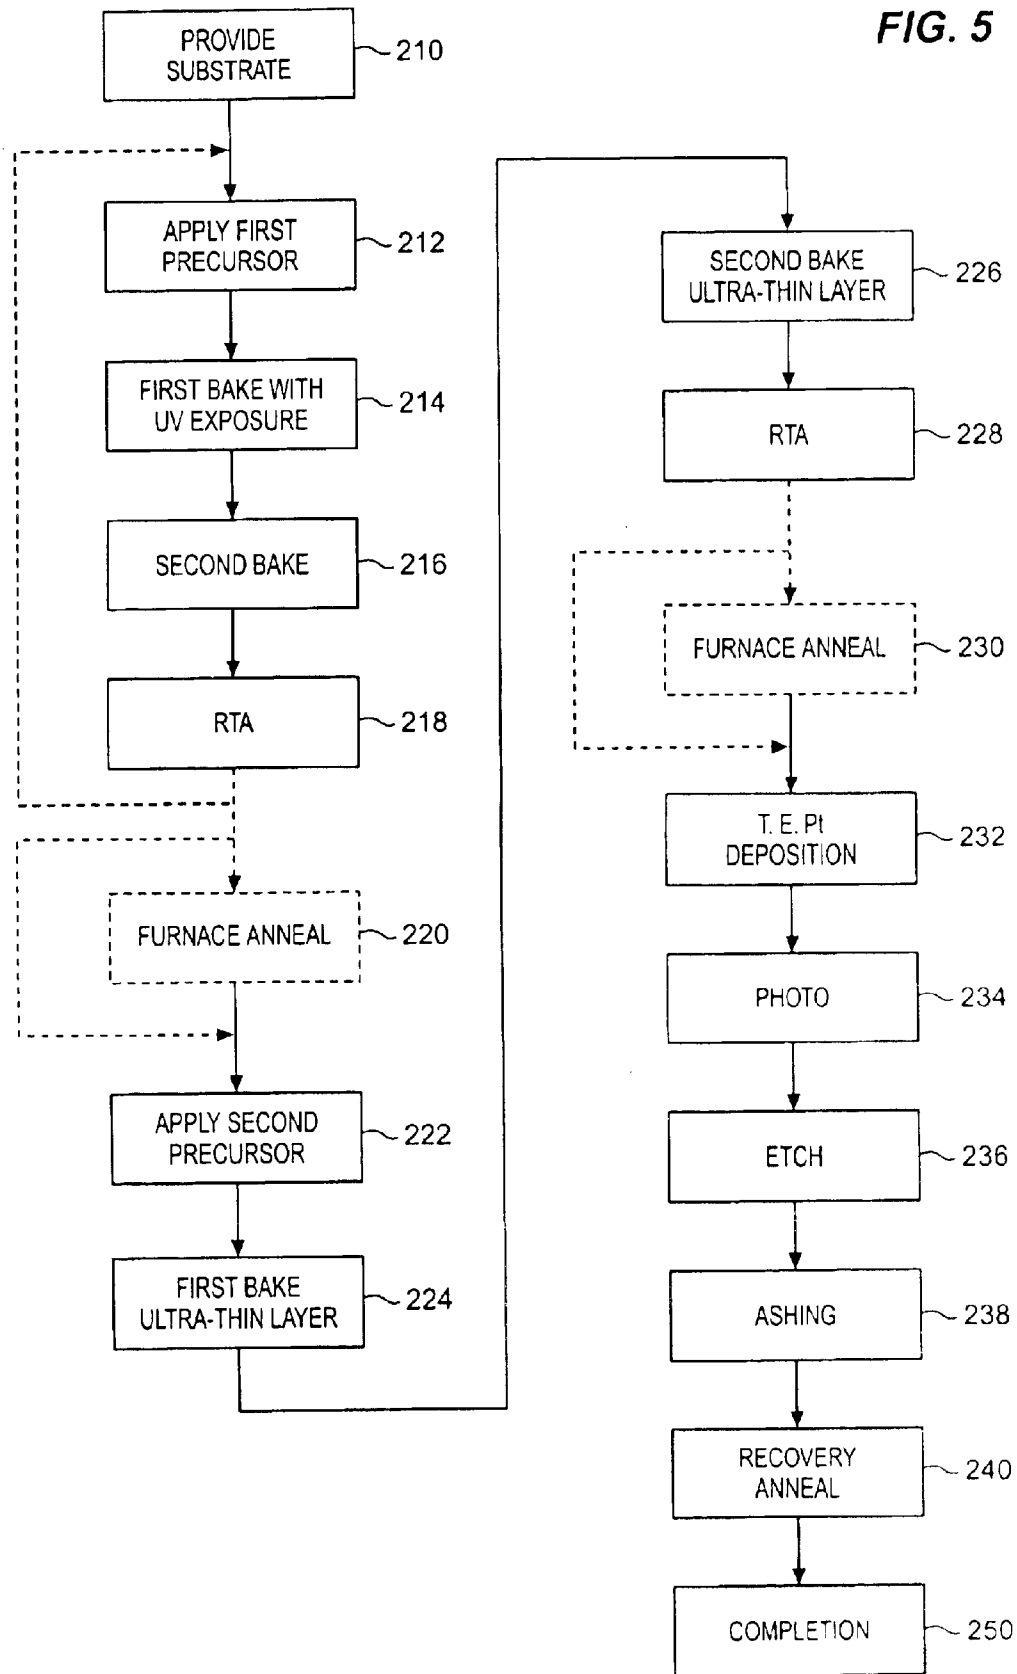 FIG. 5
PROVIDE
SUBSTRATE
210
APPLY FIRST
PRECURSOR
212
FIRST BAKE WITH
UV EXPOSURE
214
SECOND BAKE
216
RTA
218
FURNACE ANNEAL
220
APPLY SECOND
PRECURSOR
222
FIRST BAKE
ULTRA-THIN LAYER
224
SECOND BAKE
ULTRA-THIN LAYER
226
RTA
228
FURNACE ANNEAL
230
T. E. Pt
DEPOSITION
232
PHOTO
234
ETCH
236
ASHING
238
RECOVERY
ANNEAL
240
COMPLETION
250